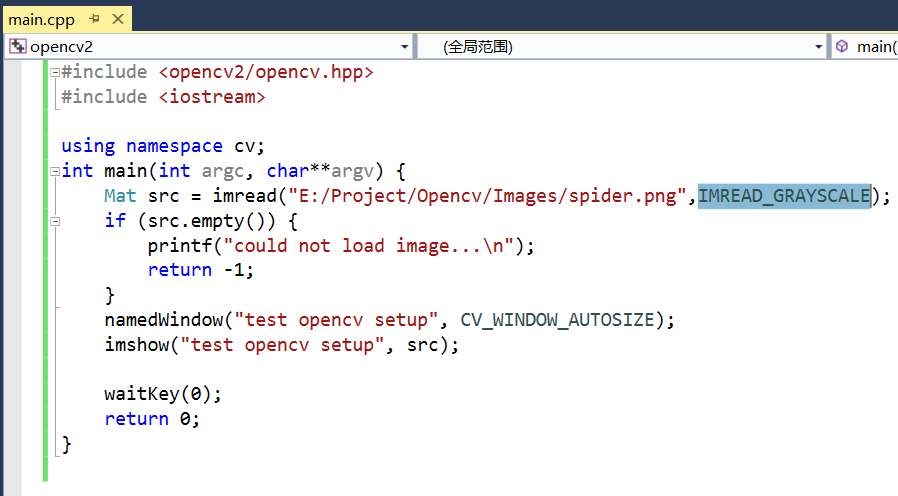 main.cpp
opencv2
(全局范围)
main(
#include <opencv2/opencv.hpp>
#include <iostream>
using namespace cv;
int main(int argc, char**argv) {
Mat src = imread("E:/Project/Opencv/Images/spider.png",IMREAD_GRAYSCALE);
if (src.empty()) {
printf("could not load image...\n");
return -1;
}
namedWindow("test opencv setup", CV_WINDOW_AUTOSIZE);
imshow("test opencv setup", src);
waitKey(0);
return 0;
}